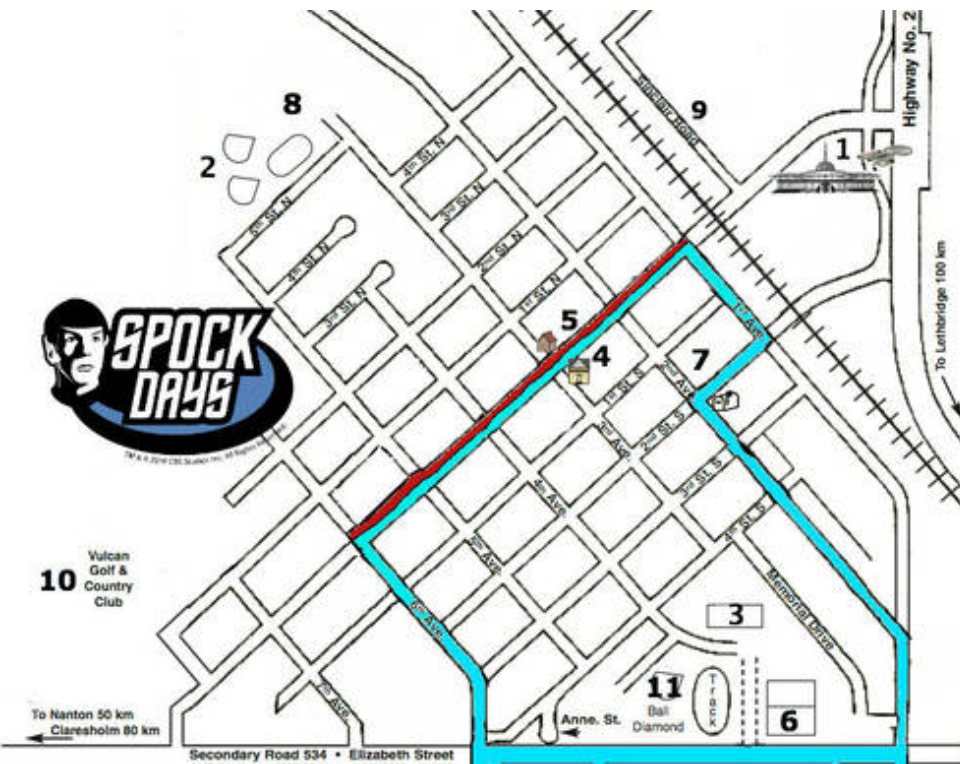 Highway No. 2
Sinclair Road
9
8
1
2
4th St. N
3rd St. N
5th St. N
2nd St. N
4th St. N
1st St. N
3rd St. N
To Lethbridge 100 km
SPOCK
DAYS
5
1st Ave.
4
7
2nd Ave.
1st St. S
2nd St. S
3rd Ave.
3rd St. S
4th Ave.
4th St. S
5th Ave.
10
Vulcan
Golf &
Country
Club
6th Ave.
Memorial Drive
3
11
Ball
Diamond
Track
6
7th Ave.
Anne. St.
To Nanton 50 km
Claresholm 80 km
Secondary Road 534 • Elizabeth Street